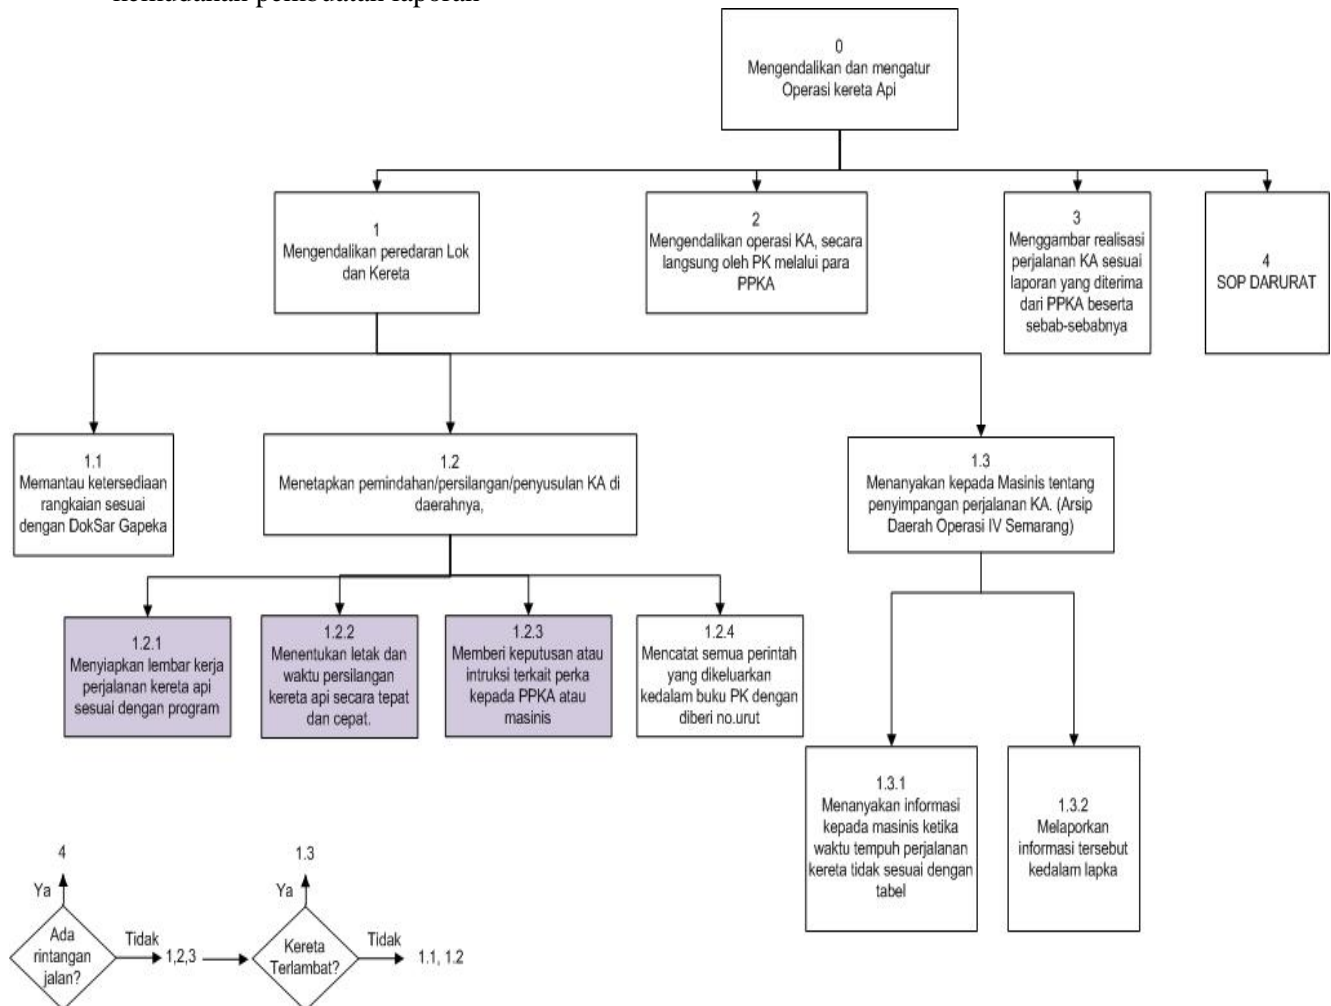 kemudahan pembuatan laporan
0
Mengendalikan dan mengatur
Operasi kereta Api
1
Mengendalikan peredaran Lok
dan Kereta
2
Mengendalikan operasi KA, secara
langsung oleh PK melalui para
PPKA
3
Menggambar realisasi
perjalanan KA sesuai
laporan yang diterima
dari PPKA beserta
sebab-sebabnya
4
SOP DARURAT
1.1
Memantau ketersediaan
rangkaian sesuai
dengan DokSar Gapeka
1.2
Menetapkan pemindahan/persilangan/penyusulan KA di
daerahnya,
1.3
Menanyakan kepada Masinis tentang
penyimpangan perjalanan KA. (Arsip
Daerah Operasi IV Semarang)
1.2.1
Menyiapkan lembar kerja
perjalanan kereta api
sesuai dengan program
1.2.2
Menentukan letak dan
waktu persilangan
kereta api secara tepat
dan cepat.
1.2.3
Memberi keputusan atau
intruksi terkait perka
kepada PPKA atau
masinis
1.2.4
Mencatat semua perintah
yang dikeluarkan
kedalam buku PK dengan
diberi no.urut
1.3.1
Menanyakan informasi
kepada masinis ketika
waktu tempuh perjalanan
kereta tidak sesuai dengan
tabel
1.3.2
Melaporkan
informasi tersebut
kedalam lapka
4
Ya
Ada
rintangan
jalan?
Tidak
1,2,3
1.3
Ya
Kereta
Terlambat?
Tidak
1.1, 1.2